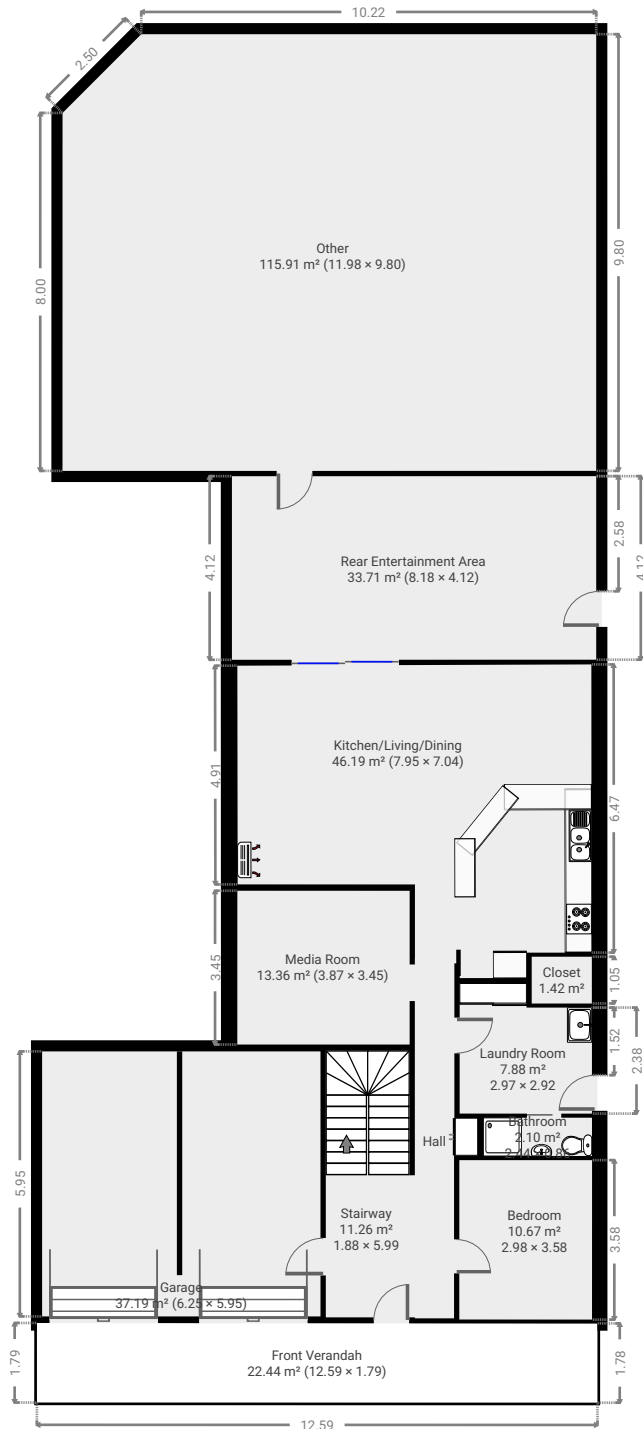 10.22
2.50
Other
115.91 m² (11.98 × 9.80)
9.80
8.00
4.12
2.58
4.12
Rear Entertainment Area
33.71 m² (8.18 × 4.12)
Kitchen/Living/Dining
46.19 m² (7.95 × 7.04)
4.91
6.47
Media Room
13.36 m² (3.87 × 3.45)
3.45
Closet
1.42 m²
1.05
1.52
2.38
Laundry Room
7.88 m²
2.97 × 2.92
Bathroom
2.10 m²
Hall
5.95
Stairway
11.26 m²
1.88 × 5.99
Bedroom
10.67 m²
2.98 × 3.58
3.58
Garage
37.19 m² (6.25 × 5.95)
Front Verandah
22.44 m² (12.59 × 1.79)
1.79
1.78
12.59